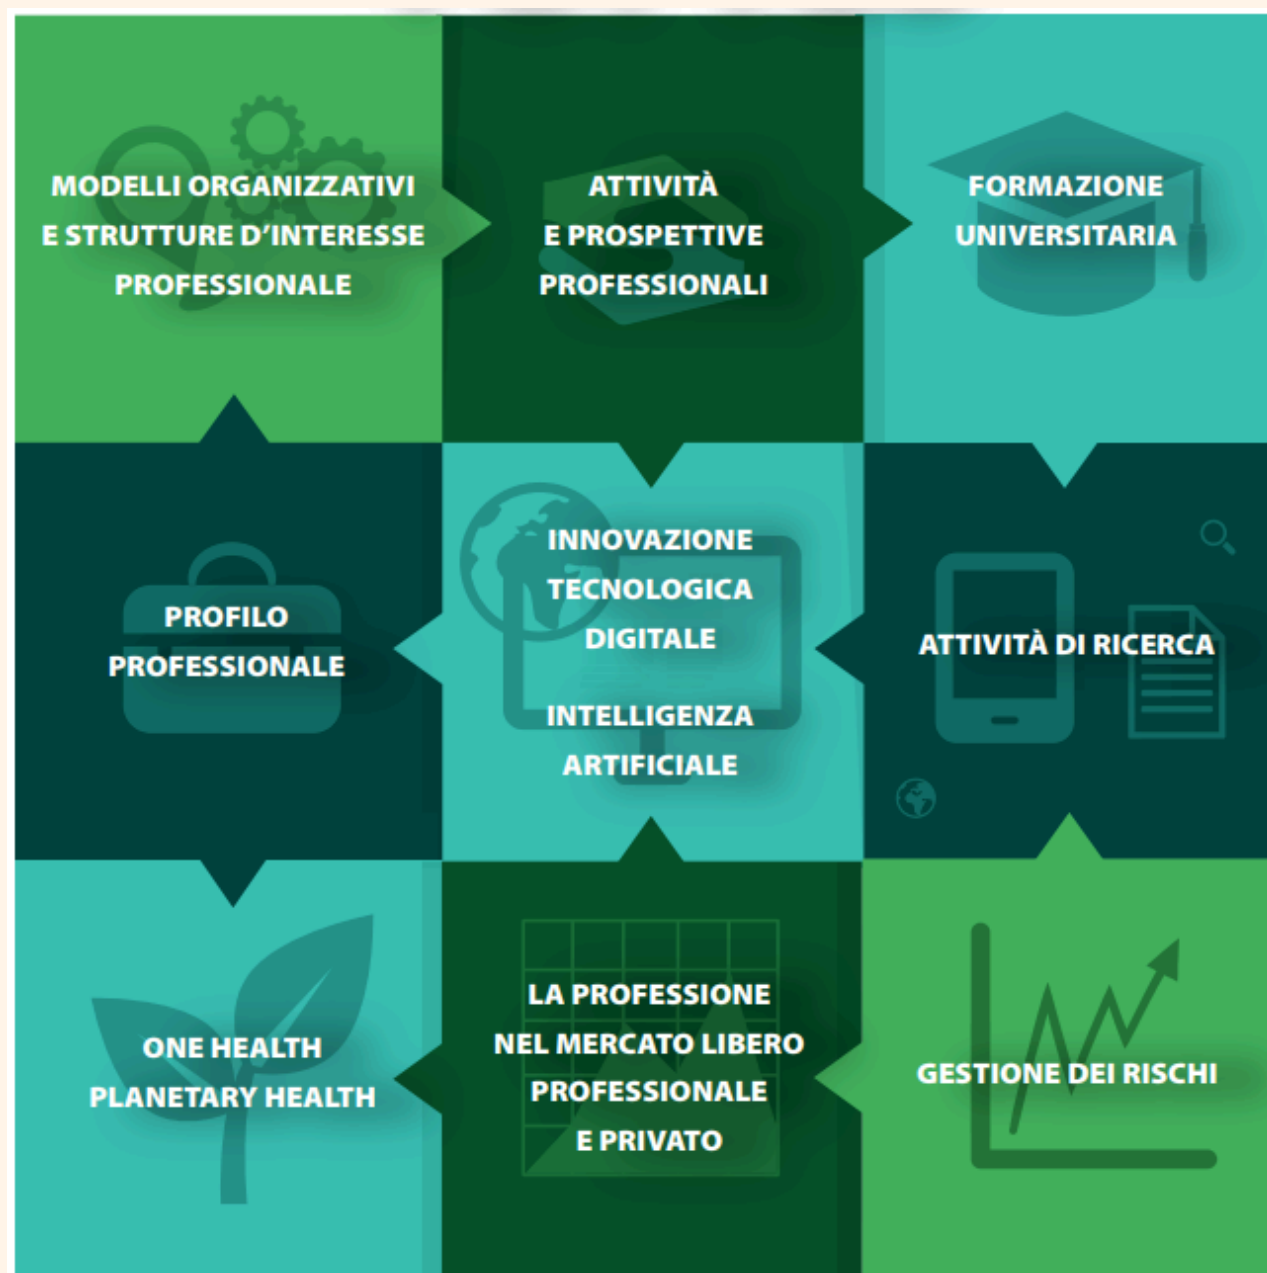 MODELLI ORGANIZZATIVI
E STRUTTURE D'INTERESSE
PROFESSIONALE
ATTIVITÀ
E PROSPETTIVE
PROFESSIONALI
FORMAZIONE
UNIVERSITARIA
PROFILO
PROFESSIONALE
INNOVAZIONE
TECNOLOGICA
DIGITALE
INTELLIGENZA
ARTIFICIALE
ATTIVITÀ DI RICERCA
ONE HEALTH
PLANETARY HEALTH
LA PROFESSIONE
NEL MERCATO LIBERO
PROFESSIONALE
E PRIVATO
GESTIONE DEI RISCHI